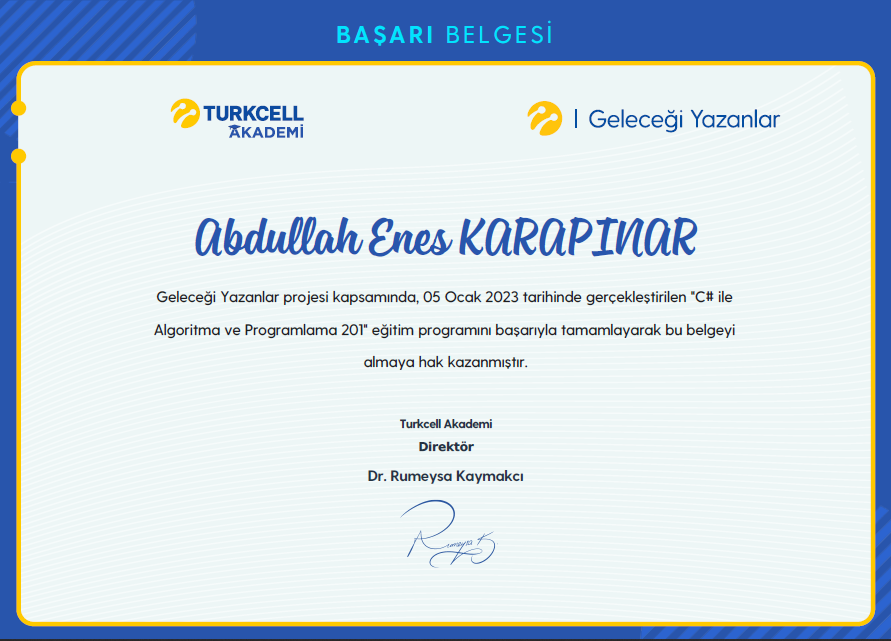 BAŞARI BELGESİ
TURKCELL
AKADEMİ
Geleceği Yazanlar
Abdullah Enes KARAPINAR
Geleceği Yazanlar projesi kapsamında, 05 Ocak 2023 tarihinde gerçekleştirilen "C# ile
Algoritma ve Programlama 201" eğitim programını başarıyla tamamlayarak bu belgeyi
almaya hak kazanmıştır.
Turkcell Akademi
Direktör
Dr. Rumeysa Kaymakcı
Rumeysa K